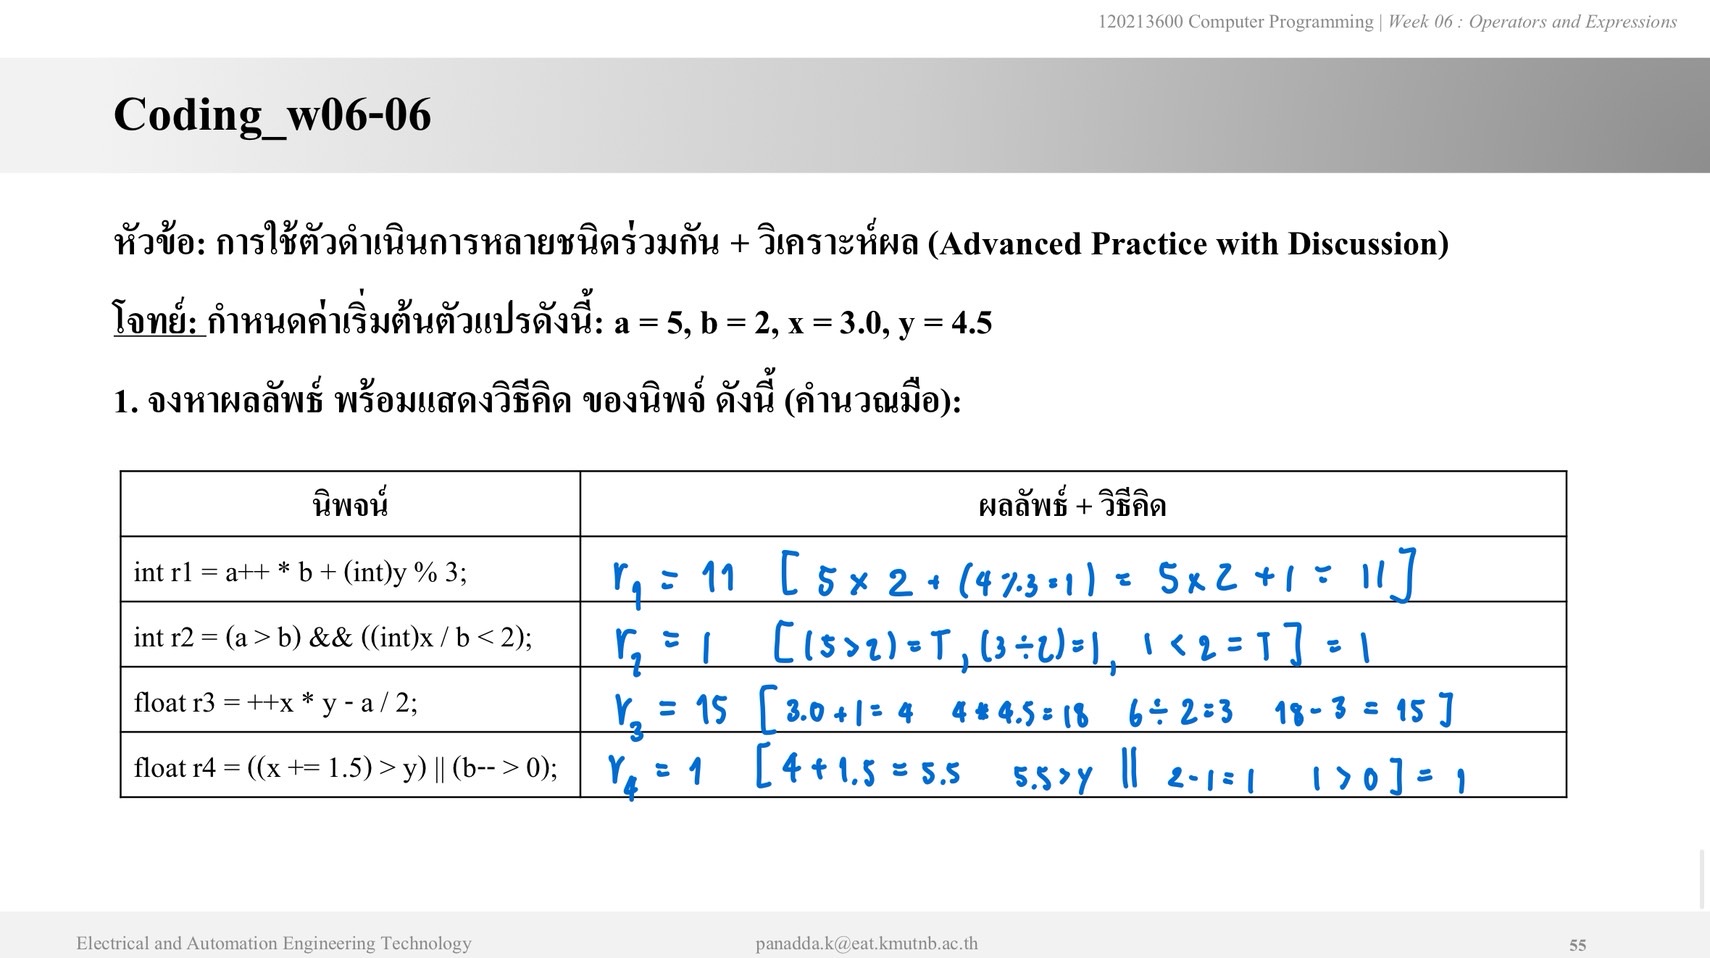 120213600 Computer Programming | Week 06 : Operators and Expressions
Coding_w06-06
หัวข้อ: การใช้ตัวดำเนินการหลายชนิดร่วมกัน + วิเคราะห์ผล (Advanced Practice with Discussion)
โจทย์: กำหนดค่าเริ่มต้นตัวแปรดังนี้: a = 5, b = 2, x = 3.0, y = 4.5
1. จงหาผลลัพธ์ พร้อมแสดงวิธีคิด ของนิพจ์ ดังนี้ (คำนวณมือ):
นิพจน์ ผลลัพธ์ + วิธีคิด
int r1 = a++ * b + (int)y % 3; r1 = 11 [ 5 × 2 + (4 % 3 = 1) = 5 × 2 + 1 = 11 ]
int r2 = (a > b) && ((int)x / b < 2); r2 = 1 [ (5 > 2) = T , (3 ÷ 2) = 1 , 1 < 2 = T ] = 1
float r3 = ++x * y - a / 2; r3 = 15 [ 3.0 + 1 = 4 4 * 4.5 = 18 6 ÷ 2 = 3 18 - 3 = 15 ]
float r4 = ((x += 1.5) > y) || (b-- > 0); r4 = 1 [ 4 + 1.5 = 5.5 5.5 > y || 2 - 1 = 1 1 > 0 ] = 1
Electrical and Automation Engineering Technology panadda.k@eat.kmutnb.ac.th 55